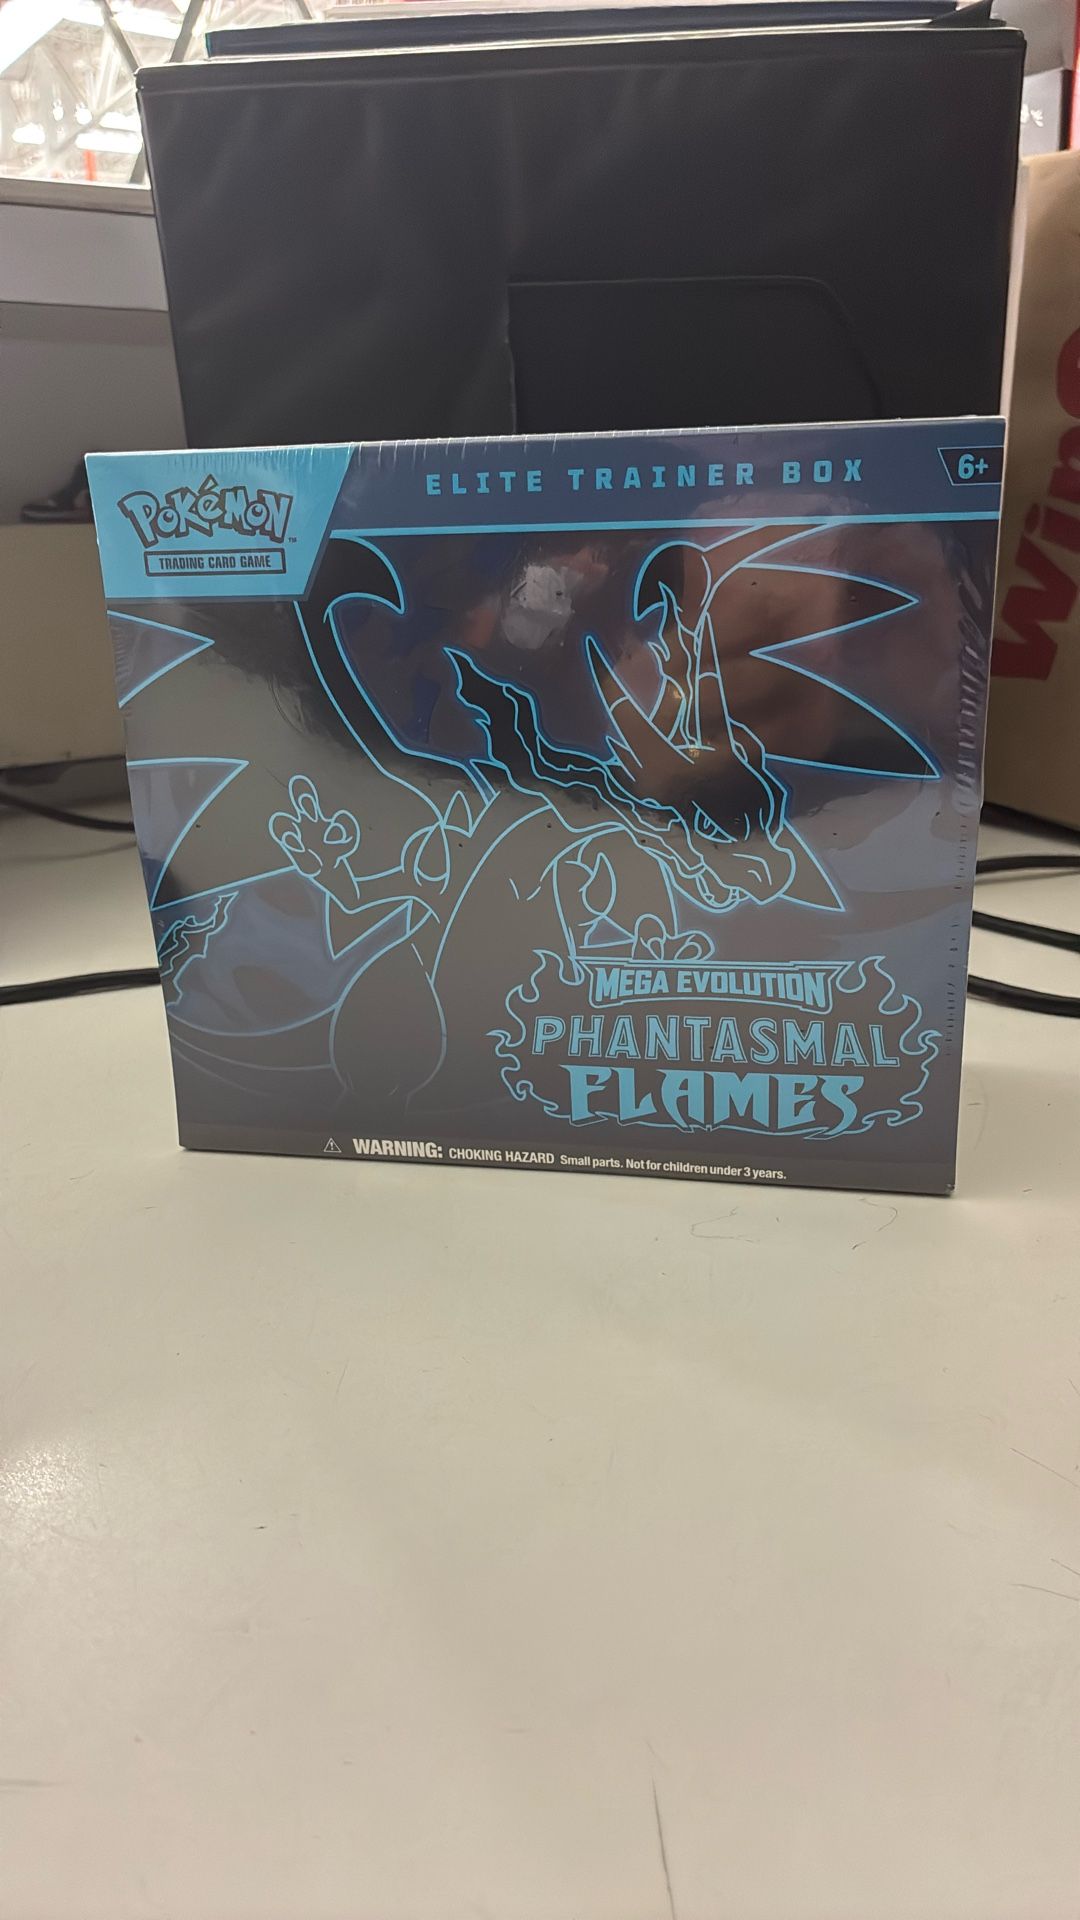 ELITE TRAINER BOX
6+
POKéMON
TM
TRADING CARD GAME
MEGA EVOLUTION
PHANTASMAL
FLAMES
WARNING: CHOKING HAZARD Small parts. Not for children under 3 years.